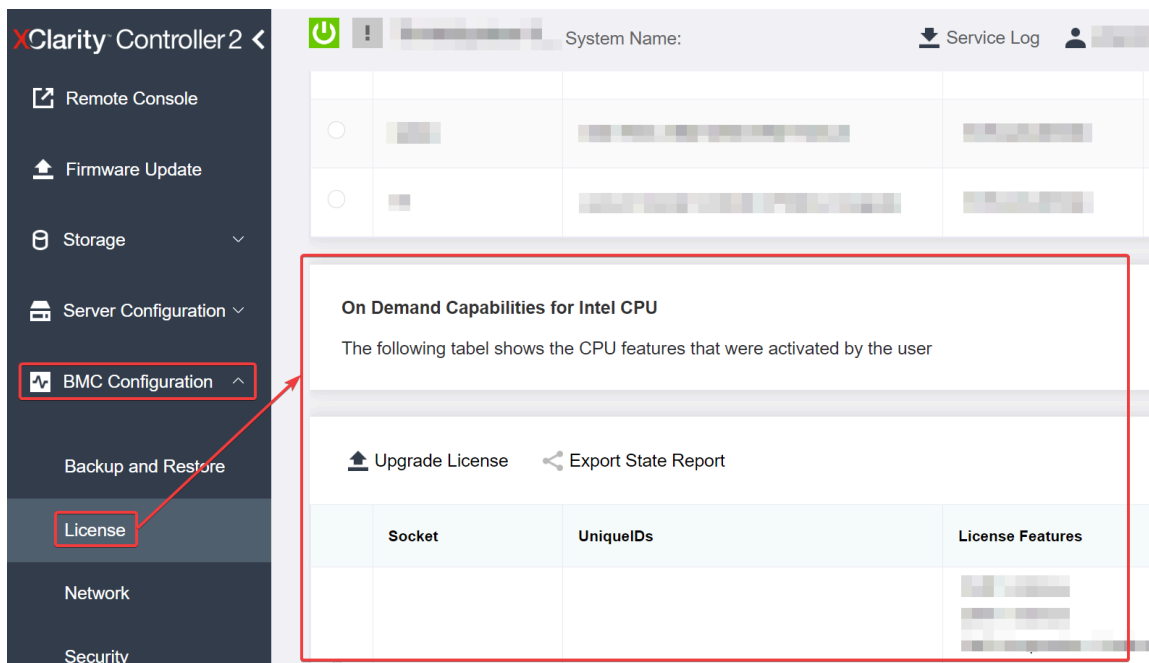 XClarity Controller 2
System Name:
Service Log
Remote Console
Firmware Update
Storage
Server Configuration
BMC Configuration
Backup and Restore
License
Network
Security
On Demand Capabilities for Intel CPU
The following tabel shows the CPU features that were activated by the user
Upgrade License
Export State Report
Socket
UniqueIDs
License Features